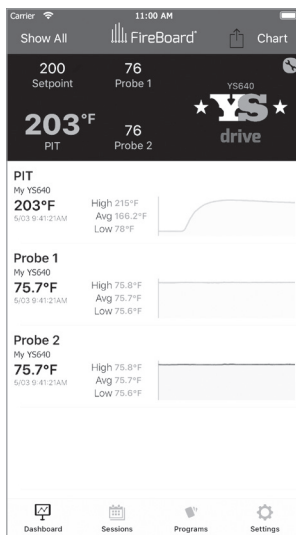 Carrier 11:00 AM
Show All FireBoard® Chart
200 76
Setpoint Probe 1
YS640
203°F 76
YS
PIT Probe 2
drive
PIT
My YS640
203°F
5/03 9:41:21AM
High 215°F
Avg 166.2°F
Low 78°F
Probe 1
My YS640
75.7°F
5/03 9:41:21AM
High 75.8°F
Avg 75.7°F
Low 75.6°F
Probe 2
My YS640
75.7°F
5/03 9:41:21AM
High 75.8°F
Avg 75.7°F
Low 75.6°F
Dashboard Sessions Programs Settings